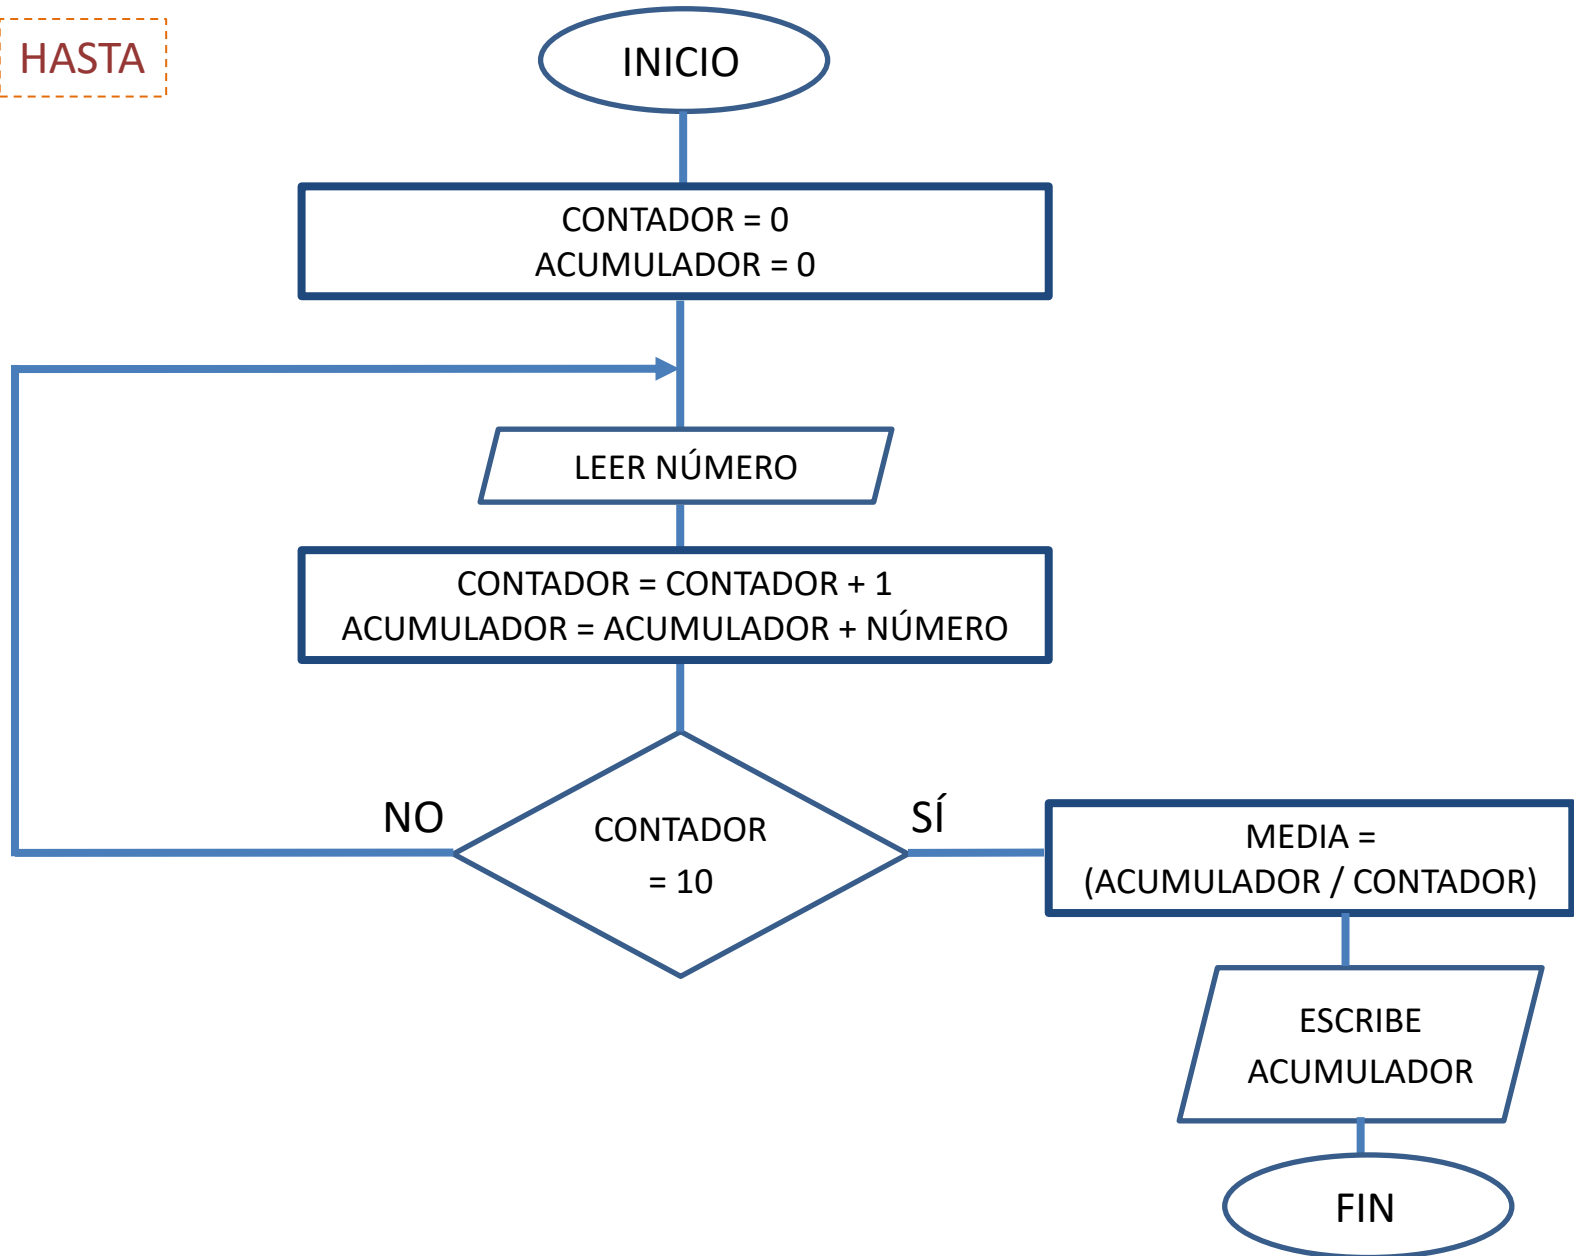 HASTA
INICIO
CONTADOR = 0
ACUMULADOR = 0
LEER NÚMERO
CONTADOR = CONTADOR + 1
ACUMULADOR = ACUMULADOR + NÚMERO
NO
CONTADOR
= 10
SÍ
MEDIA =
(ACUMULADOR / CONTADOR)
ESCRIBE
ACUMULADOR
FIN